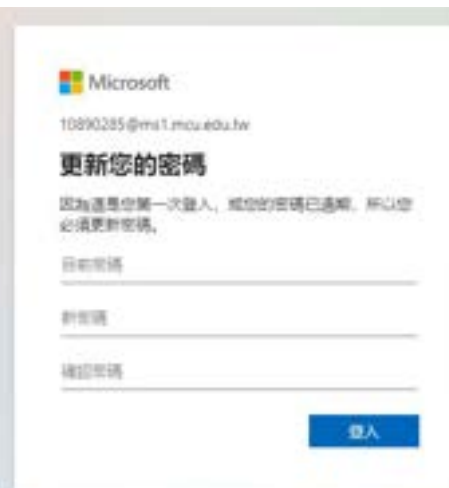 Microsoft
10890285@ms1.mcu.edu.tw
更新您的密碼
因為這是您第一次登入，或您的密碼已過期，所以您
必須更新密碼。
目前密碼
新密碼
確認密碼
登入